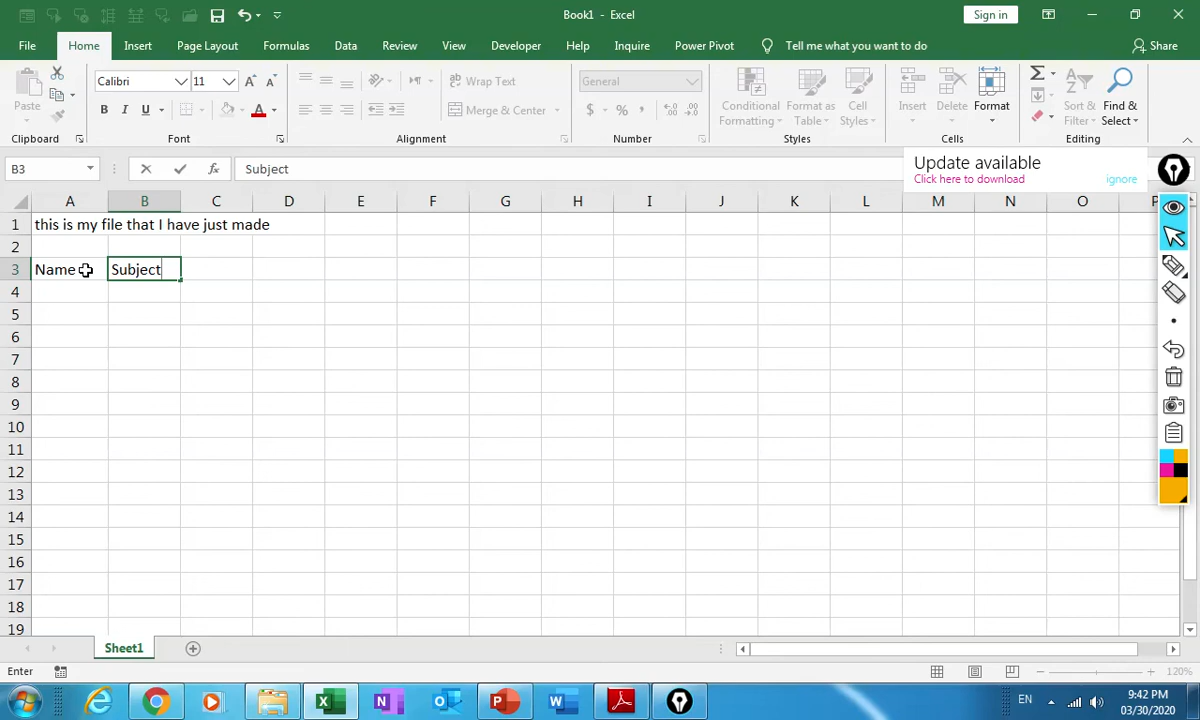 Book1 - Excel
Sign in
File Home Insert Page Layout Formulas Data Review View Developer Help Inquire Power Pivot Tell me what you want to do Share
Calibri 11 Wrap Text General
Paste B I U A Merge & Center $ % , Conditional Formatting Format as Table Cell Styles Insert Delete Format Sort & Filter Find & Select
Clipboard Font Alignment Number Styles Cells Editing
B3 fx Subject
Update available
Click here to download ignore
A B C D E F G H I J K L M N O P
1 this is my file that I have just made
2
3 Name Subject
4
5
6
7
8
9
10
11
12
13
14
15
16
17
18
19
Sheet1
Enter 120%
EN 9:42 PM
03/30/2020